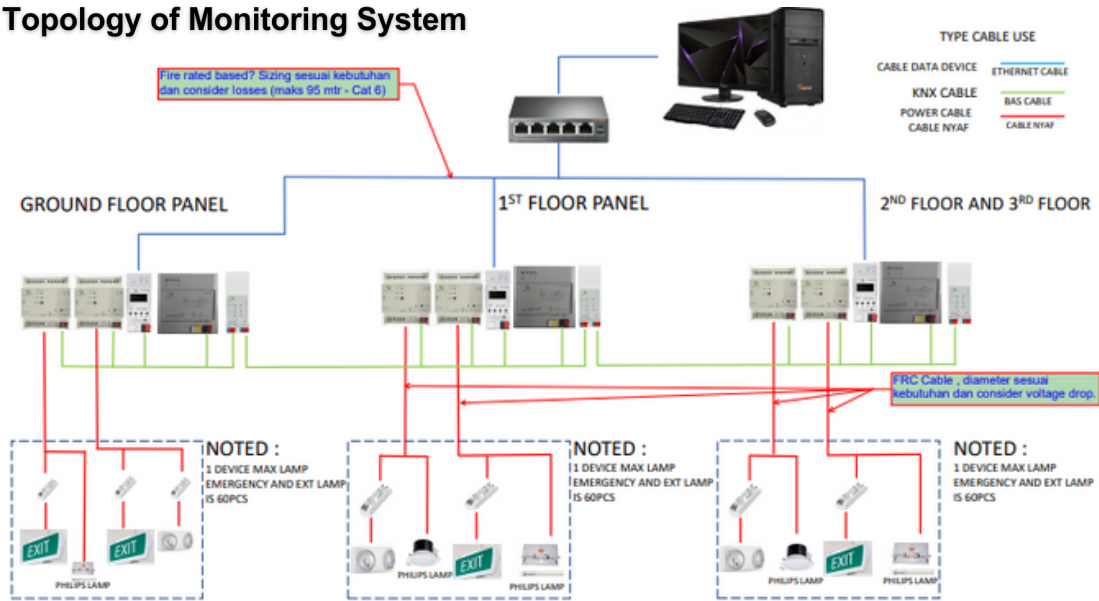 Topology of Monitoring System
TYPE CABLE USE
CABLE DATA DEVICE
ETHERNET CABLE
KNX CABLE
BAS CABLE
POWER CABLE
CABLE NYAF
CABLE NYAF
Fire rated based? Sizing sesuai kebutuhan
dan consider losses (maks 95 mtr - Cat 6)
GROUND FLOOR PANEL
1ST FLOOR PANEL
2ND FLOOR AND 3RD FLOOR
FRC Cable , diameter sesuai
kebutuhan dan consider voltage drop.
NOTED :
1 DEVICE MAX LAMP
EMERGENCY AND EXT LAMP
IS 60PCS
NOTED :
1 DEVICE MAX LAMP
EMERGENCY AND EXT LAMP
IS 60PCS
NOTED :
1 DEVICE MAX LAMP
EMERGENCY AND EXT LAMP
IS 60PCS
EXIT
EXIT
PHILIPS LAMP
EXIT
PHILIPS LAMP
PHILIPS LAMP
EXIT
PHILIPS LAMP
PHILIPS LAMP